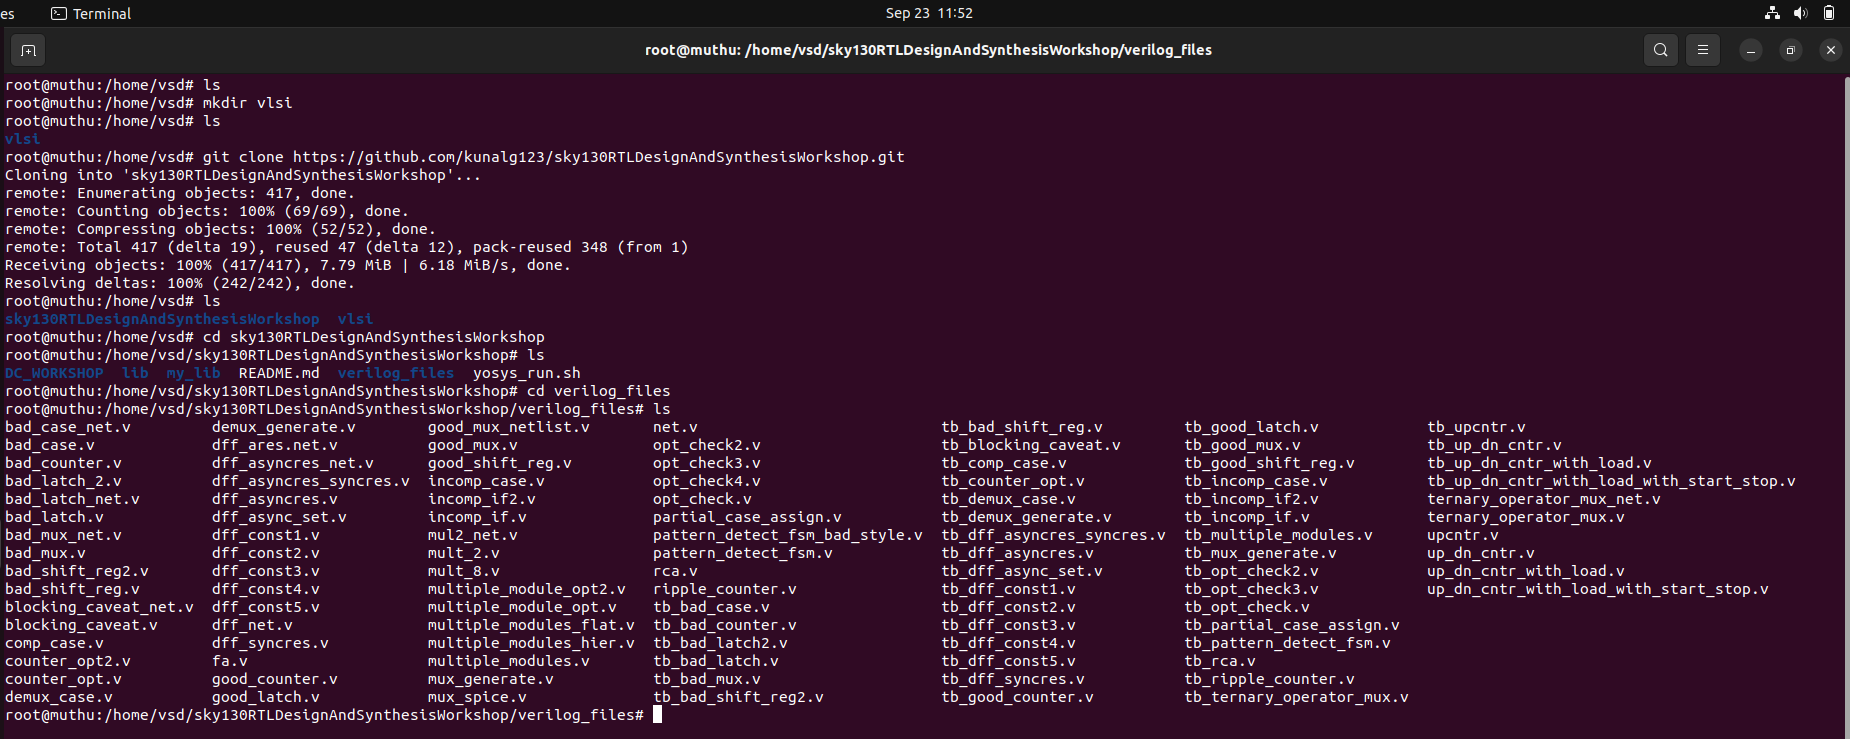 es Terminal Sep 23 11:52
root@muthu: /home/vsd/sky130RTLDesignAndSynthesisWorkshop/verilog_files
root@muthu:/home/vsd# ls
root@muthu:/home/vsd# mkdir vlsi
root@muthu:/home/vsd# ls
vlsi
root@muthu:/home/vsd# git clone https://github.com/kunalg123/sky130RTLDesignAndSynthesisWorkshop.git
Cloning into 'sky130RTLDesignAndSynthesisWorkshop'...
remote: Enumerating objects: 417, done.
remote: Counting objects: 100% (69/69), done.
remote: Compressing objects: 100% (52/52), done.
remote: Total 417 (delta 19), reused 47 (delta 12), pack-reused 348 (from 1)
Receiving objects: 100% (417/417), 7.79 MiB | 6.18 MiB/s, done.
Resolving deltas: 100% (242/242), done.
root@muthu:/home/vsd# ls
sky130RTLDesignAndSynthesisWorkshop vlsi
root@muthu:/home/vsd# cd sky130RTLDesignAndSynthesisWorkshop
root@muthu:/home/vsd/sky130RTLDesignAndSynthesisWorkshop# ls
DC_WORKSHOP lib my_lib README.md verilog_files yosys_run.sh
root@muthu:/home/vsd/sky130RTLDesignAndSynthesisWorkshop# cd verilog_files
root@muthu:/home/vsd/sky130RTLDesignAndSynthesisWorkshop/verilog_files# ls
bad_case_net.v demux_generate.v good_mux_netlist.v net.v tb_bad_shift_reg.v tb_good_latch.v tb_upcntr.v
bad_case.v dff_ares.net.v good_mux.v opt_check2.v tb_blocking_caveat.v tb_good_mux.v tb_up_dn_cntr.v
bad_counter.v dff_asyncres_net.v good_shift_reg.v opt_check3.v tb_comp_case.v tb_good_shift_reg.v tb_up_dn_cntr_with_load.v
bad_latch_2.v dff_asyncres_syncres.v incomp_case.v opt_check4.v tb_counter_opt.v tb_incomp_case.v tb_up_dn_cntr_with_load_with_start_stop.v
bad_latch_net.v dff_asyncres.v incomp_if2.v opt_check.v tb_demux_case.v tb_incomp_if2.v ternary_operator_mux_net.v
bad_latch.v dff_async_set.v incomp_if.v partial_case_assign.v tb_demux_generate.v tb_incomp_if.v ternary_operator_mux.v
bad_mux_net.v dff_const1.v mul2_net.v pattern_detect_fsm_bad_style.v tb_dff_asyncres_syncres.v tb_multiple_modules.v upcntr.v
bad_mux.v dff_const2.v mult_2.v pattern_detect_fsm.v tb_dff_asyncres.v tb_mux_generate.v up_dn_cntr.v
bad_shift_reg2.v dff_const3.v mult_8.v rca.v tb_dff_async_set.v tb_opt_check2.v up_dn_cntr_with_load.v
bad_shift_reg.v dff_const4.v multiple_module_opt2.v ripple_counter.v tb_dff_const1.v tb_opt_check3.v up_dn_cntr_with_load_with_start_stop.v
blocking_caveat_net.v dff_const5.v multiple_module_opt.v tb_bad_case.v tb_dff_const2.v tb_opt_check.v
blocking_caveat.v dff_net.v multiple_modules_flat.v tb_bad_counter.v tb_dff_const3.v tb_partial_case_assign.v
comp_case.v dff_syncres.v multiple_modules_hier.v tb_bad_latch2.v tb_dff_const4.v tb_pattern_detect_fsm.v
counter_opt2.v fa.v multiple_modules.v tb_bad_latch.v tb_dff_const5.v tb_rca.v
counter_opt.v good_counter.v mux_generate.v tb_bad_mux.v tb_dff_syncres.v tb_ripple_counter.v
demux_case.v good_latch.v mux_spice.v tb_bad_shift_reg2.v tb_good_counter.v tb_ternary_operator_mux.v
root@muthu:/home/vsd/sky130RTLDesignAndSynthesisWorkshop/verilog_files#